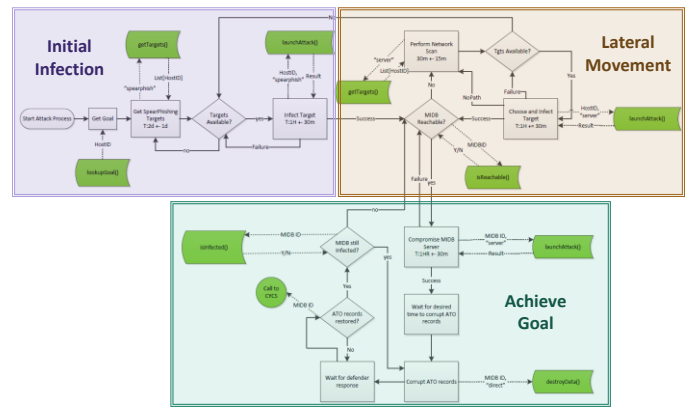 Initial
Infection
getTargets()
"spearphish"
List[HostID]
Start Attack Process
Get Goal
HostID
lookupGoal()
Get SpearPhishing
Targets
T:2d +- 1d
no
Targets
Available?
yes
launchAttack()
HostID,
"spearphish"
Result
Infect Target
T:1H +- 30m
Failure
Success
N
Lateral
Movement
Perform Network
Scan
30m +- 15m
"server"
List[HostID]
getTargets()
Tgts Available?
Yes
Failure
NoPath
No
MIDB
Reachable?
Success
Choose and Infect
Target
T:1H +- 30m
HostID,
"server"
Result
launchAttack()
MIDBID
Y/N
isReachable()
Failure
yes
Achieve
Goal
no
isInfected()
MIDB ID
Y/N
MIDB still
Infected?
yes
Compromise MIDB
Server
T:1HR +- 30m
MIDB ID,
"server"
Result
launchAttack()
Success
Call to
CYCS
MIDB ID
Yes
ATO records
restored?
No
Wait for desired
time to corrupt ATO
records
Wait for defender
response
Corrupt ATO records
MIDB ID,
"direct"
destroyData()